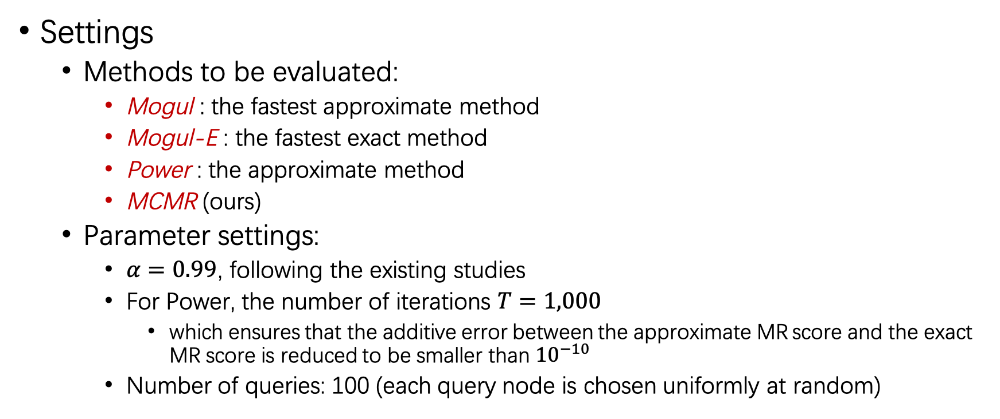 • Settings
• Methods to be evaluated:
• Mogul : the fastest approximate method
• Mogul-E : the fastest exact method
• Power : the approximate method
• MCMR (ours)
• Parameter settings:
• α = 0.99, following the existing studies
• For Power, the number of iterations T = 1,000
• which ensures that the additive error between the approximate MR score and the exact
MR score is reduced to be smaller than 10⁻¹⁰
• Number of queries: 100 (each query node is chosen uniformly at random)